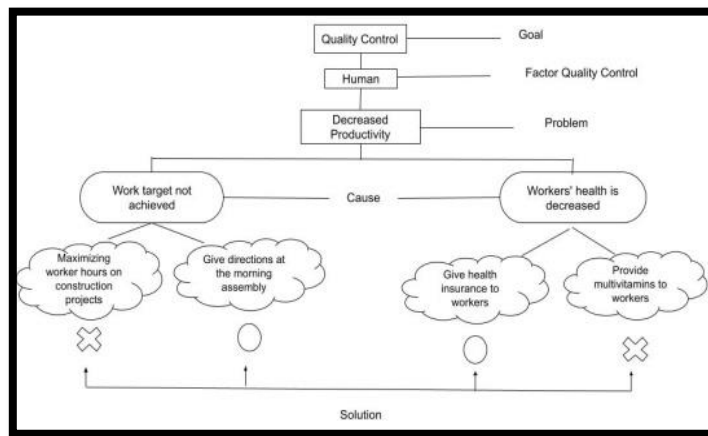 Quality Control
Goal
Human
Factor Quality Control
Decreased
Productivity
Problem
Work target not
achieved
Cause
Workers' health is
decreased
Maximizing
worker hours on
construction
projects
Give directions at
the morning
assembly
Give health
insurance to
workers
Provide
multivitamins to
workers
Solution